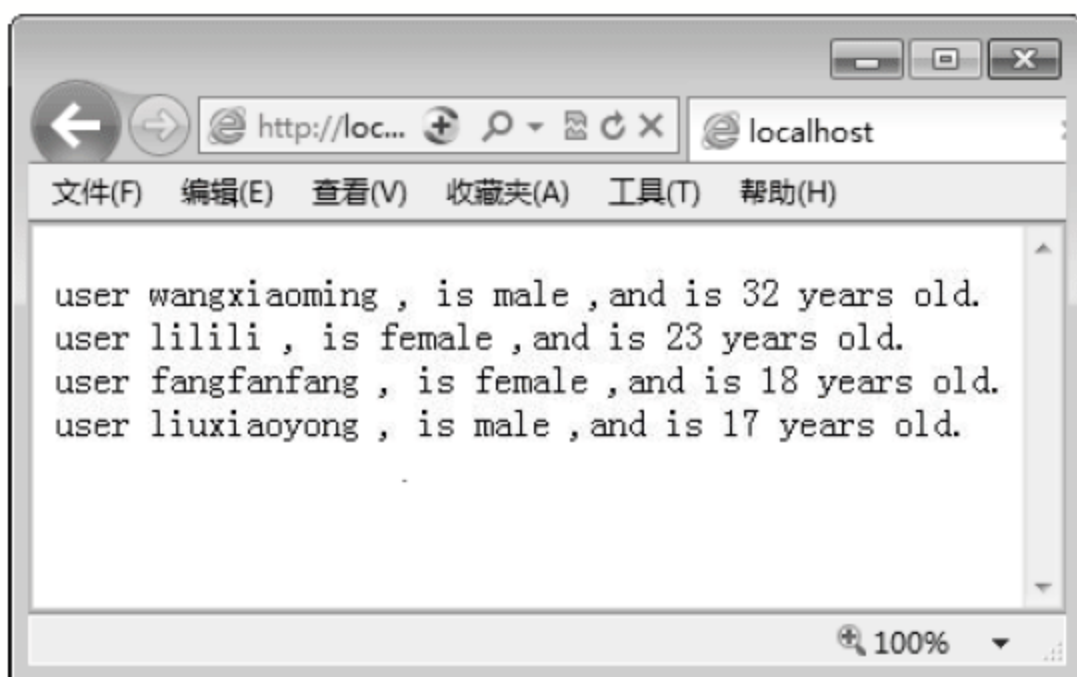 http://loc...
localhost
文件(F) 编辑(E) 查看(V) 收藏夹(A) 工具(T) 帮助(H)
user wangxiaoming , is male ,and is 32 years old.
user lilili , is female ,and is 23 years old.
user fangfanfang , is female ,and is 18 years old.
user liuxiaoyong , is male ,and is 17 years old.
100%